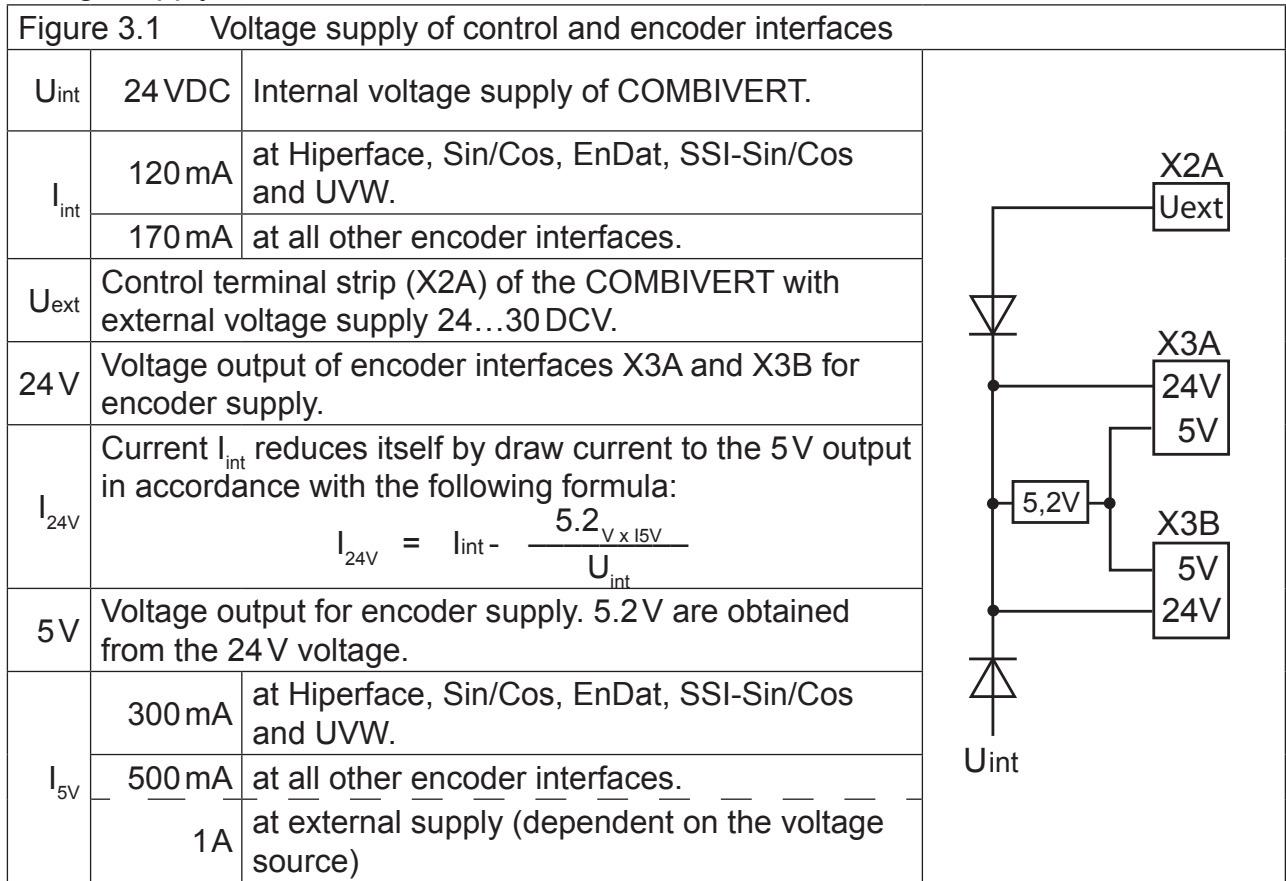 Figure 3.1 Voltage supply of control and encoder interfaces
Uint 24 VDC Internal voltage supply of COMBIVERT.
Iint 120 mA at Hiperface, Sin/Cos, EnDat, SSI-Sin/Cos
and UVW.
170 mA at all other encoder interfaces.
Uext Control terminal strip (X2A) of the COMBIVERT with
external voltage supply 24…30 DCV.
24 V Voltage output of encoder interfaces X3A and X3B for
encoder supply.
I24V Current Iint reduces itself by draw current to the 5 V output
in accordance with the following formula:
I24V = Iint - 5.2 V x I5V
Uint
5 V Voltage output for encoder supply. 5.2 V are obtained
from the 24 V voltage.
I5V 300 mA at Hiperface, Sin/Cos, EnDat, SSI-Sin/Cos
and UVW.
500 mA at all other encoder interfaces.
1 A at external supply (dependent on the voltage
source)
X2A
Uext
X3A
24V
5V
5,2V
X3B
5V
24V
Uint